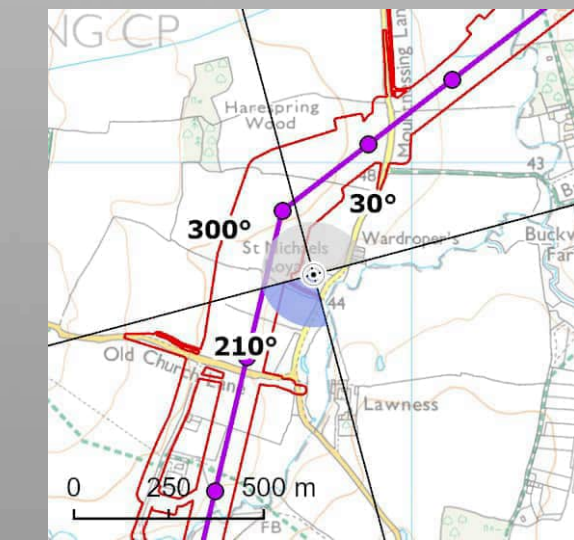 NG CP
Mountnessing Lan
Harespring
Wood
43
48
30°
300°
St Michaels
Wardroper's
Buckw
Far
44
210°
Old Church Lane
Lawness
0 250 500 m
FB